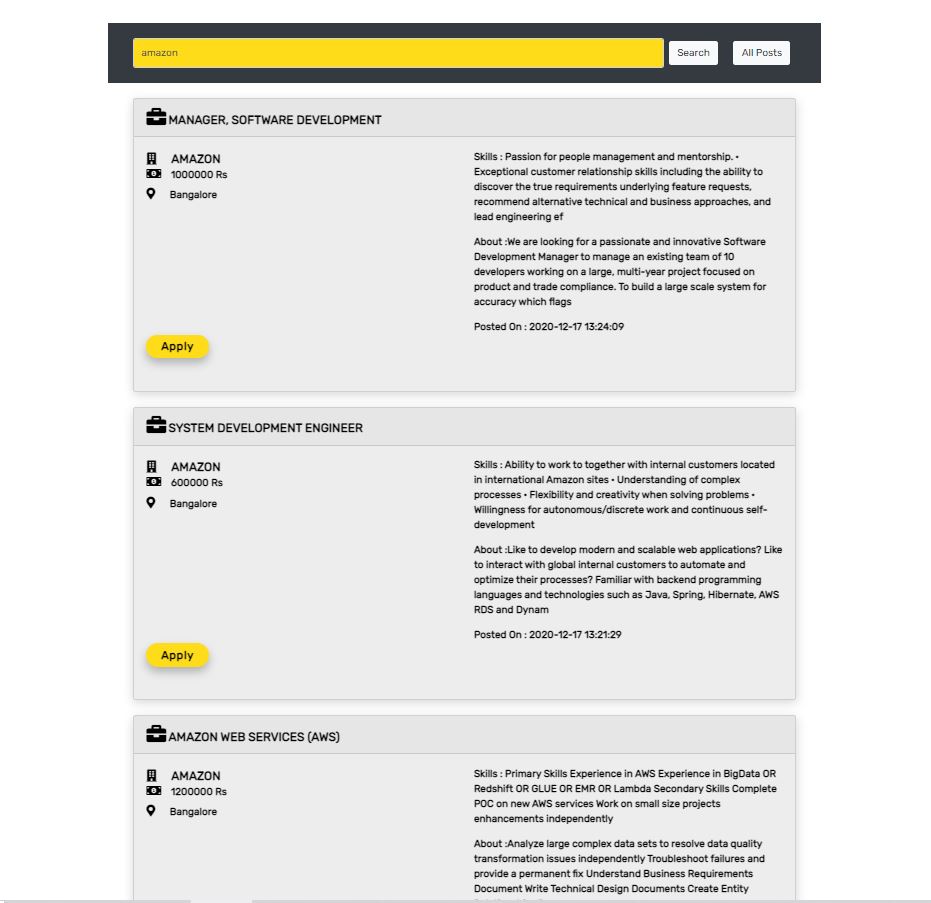 amazon
Search
All Posts
MANAGER, SOFTWARE DEVELOPMENT
AMAZON
1000000 Rs
Bangalore
Skills : Passion for people management and mentorship. •
Exceptional customer relationship skills including the ability to
discover the true requirements underlying feature requests,
recommend alternative technical and business approaches, and
lead engineering ef
About :We are looking for a passionate and innovative Software
Development Manager to manage an existing team of 10
developers working on a large, multi-year project focused on
product and trade compliance. To build a large scale system for
accuracy which flags
Posted On : 2020-12-17 13:24:09
Apply
SYSTEM DEVELOPMENT ENGINEER
AMAZON
600000 Rs
Bangalore
Skills : Ability to work to together with internal customers located
in international Amazon sites • Understanding of complex
processes • Flexibility and creativity when solving problems •
Willingness for autonomous/discrete work and continuous self-
development
About :Like to develop modern and scalable web applications? Like
to interact with global internal customers to automate and
optimize their processes? Familiar with backend programming
languages and technologies such as Java, Spring, Hibernate, AWS
RDS and Dynam
Posted On : 2020-12-17 13:21:29
Apply
AMAZON WEB SERVICES (AWS)
AMAZON
1200000 Rs
Bangalore
Skills : Primary Skills Experience in AWS Experience in BigData OR
Redshift OR GLUE OR EMR OR Lambda Secondary Skills Complete
POC on new AWS services Work on small size projects
enhancements independently
About :Analyze large complex data sets to resolve data quality
transformation issues independently Troubleshoot failures and
provide a permanent fix Understand Business Requirements
Document Write Technical Design Documents Create Entity